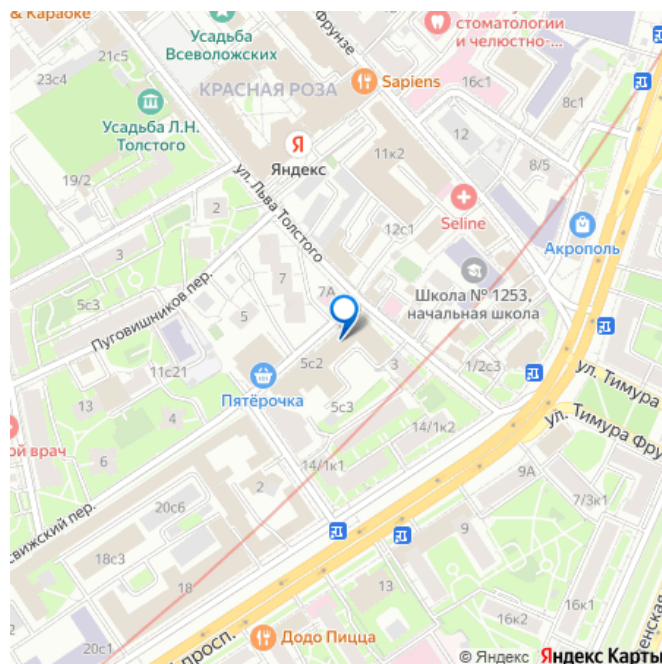 & Караоке
21с5
Усадьба
Всеволожских
Фрунзе
стоматологии
и челюстно-...
23с4
КРАСНАЯ РОЗА
Sapiens
16с1
8с1
Усадьба Л.Н.
Толстого
Я
Яндекс
12
11к2
8/5
19/2
2
ул. Льва Толстого
Seline
12с1
Акрополь
3
7
7А
Школа № 1253,
начальная школа
5с3
Пуговишников пер.
5
5с2
3
1/2с3
11с21
Пятёрочка
5с3
ул. Тимура
13
4
14/1к2
ул. Тимура Фру
ой врач
6
14/1к1
9А
7/3к1
2
20с6
свижский пер.
9
18с3
18
13
16к1
16к2
20с1
просп.
Додо Пицца
денская
© Яндекс Яндекс Карты